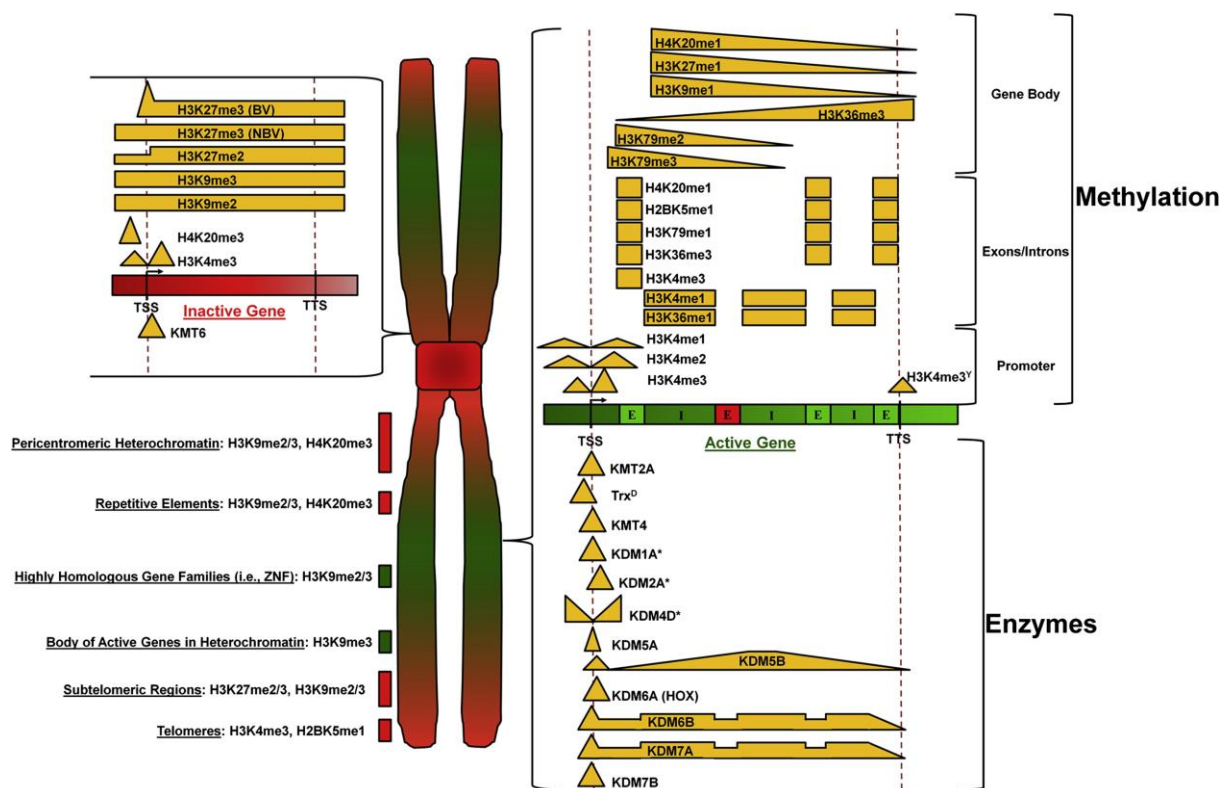 H3K27me3 (BV)
H3K27me3 (NBV)
H3K27me2
H3K9me3
H3K9me2
H4K20me3
H3K4me3
TSS
TTS
Inactive Gene
KMT6
Pericentromeric Heterochromatin: H3K9me2/3, H4K20me3
Repetitive Elements: H3K9me2/3, H4K20me3
Highly Homologous Gene Families (i.e., ZNF): H3K9me2/3
Body of Active Genes in Heterochromatin: H3K9me3
Subtelomeric Regions: H3K27me2/3, H3K9me2/3
Telomeres: H3K4me3, H2BK5me1
H4K20me1
H3K27me1
H3K9me1
H3K36me3
H3K79me2
H3K79me3
Gene Body
H4K20me1
H2BK5me1
H3K79me1
H3K36me3
H3K4me3
H3K4me1
H3K36me1
Exons/Introns
H3K4me1
H3K4me2
H3K4me3
H3K4me3Y
Promoter
Methylation
E I E I E I E
TSS
Active Gene
TTS
KMT2A
TrxD
KMT4
KDM1A*
KDM2A*
KDM4D*
KDM5A
KDM5B
KDM6A (HOX)
KDM6B
KDM7A
KDM7B
Enzymes